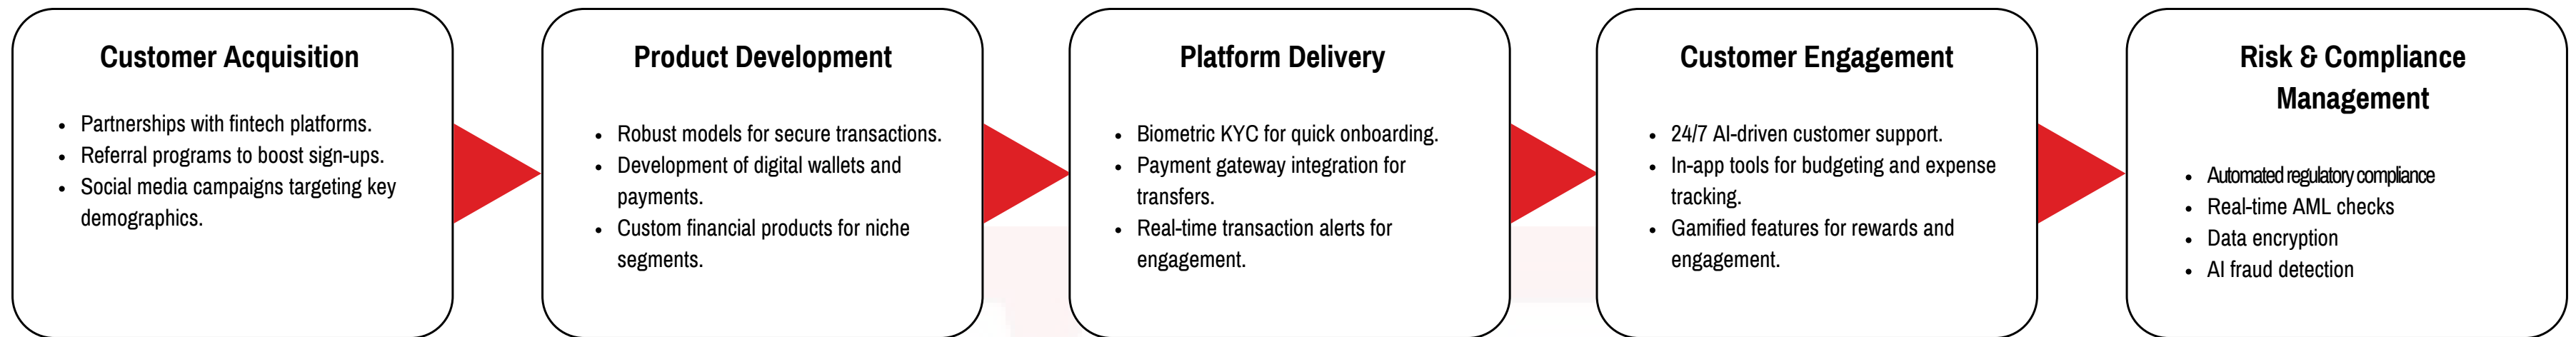 Customer Acquisition
• Partnerships with fintech platforms.
• Referral programs to boost sign-ups.
• Social media campaigns targeting key
demographics.
Product Development
• Robust models for secure transactions.
• Development of digital wallets and
payments.
• Custom financial products for niche
segments.
Platform Delivery
• Biometric KYC for quick onboarding.
• Payment gateway integration for
transfers.
• Real-time transaction alerts for
engagement.
Customer Engagement
• 24/7 AI-driven customer support.
• In-app tools for budgeting and expense
tracking.
• Gamified features for rewards and
engagement.
Risk & Compliance
Management
• Automated regulatory compliance
• Real-time AML checks
• Data encryption
• AI fraud detection